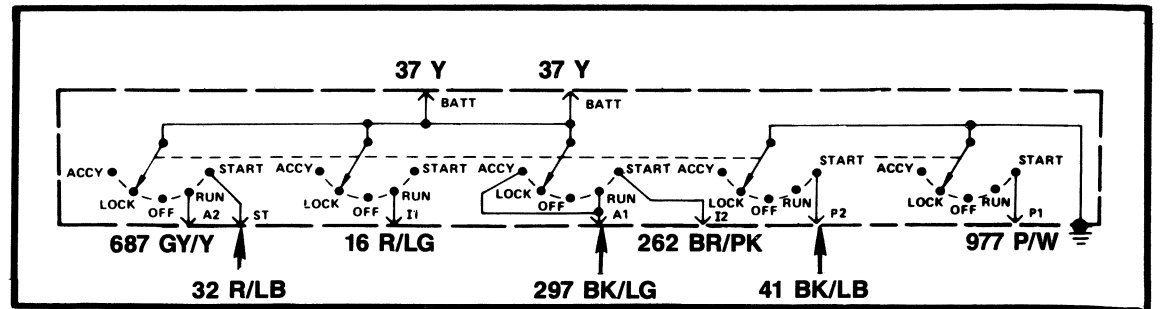 37 Y 37 Y
BATT BATT
ACCY START ACCY START ACCY START ACCY START ACCY START
LOCK OFF RUN LOCK OFF RUN LOCK OFF RUN LOCK OFF RUN LOCK OFF RUN
A2 ST I1 A1 I2 P2 P1
687 GY/Y 16 R/LG 262 BR/PK 977 P/W
32 R/LB 297 BK/LG 41 BK/LB